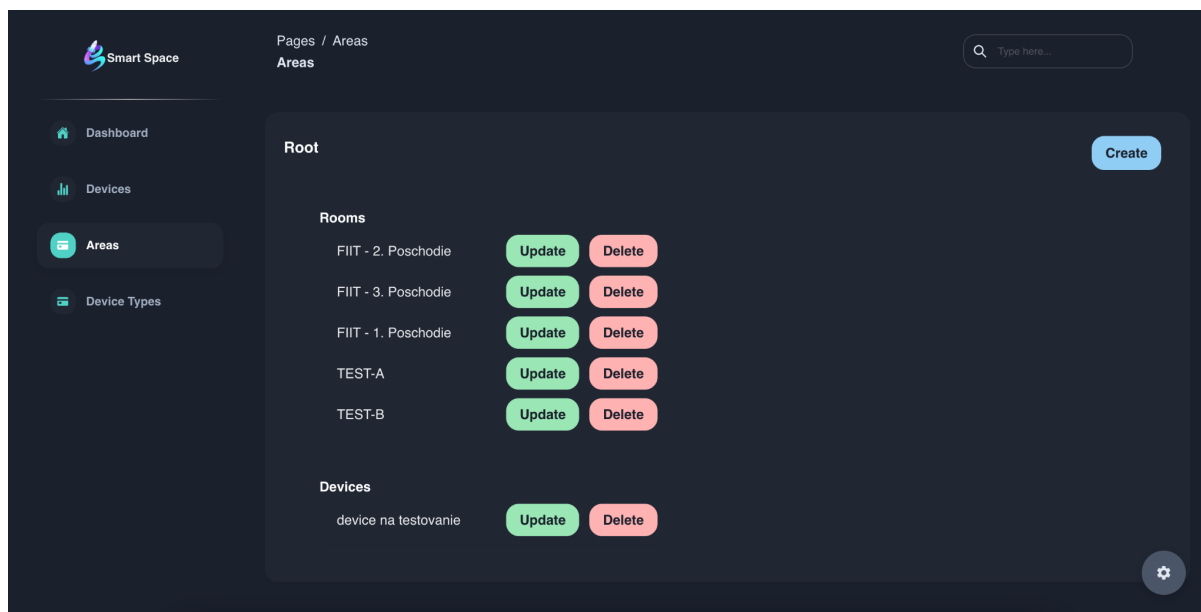 Smart Space
Pages / Areas
Areas
Type here...
Dashboard
Devices
Areas
Device Types
Root
Create
Rooms
FIIT - 2. Poschodie Update Delete
FIIT - 3. Poschodie Update Delete
FIIT - 1. Poschodie Update Delete
TEST-A Update Delete
TEST-B Update Delete
Devices
device na testovanie Update Delete